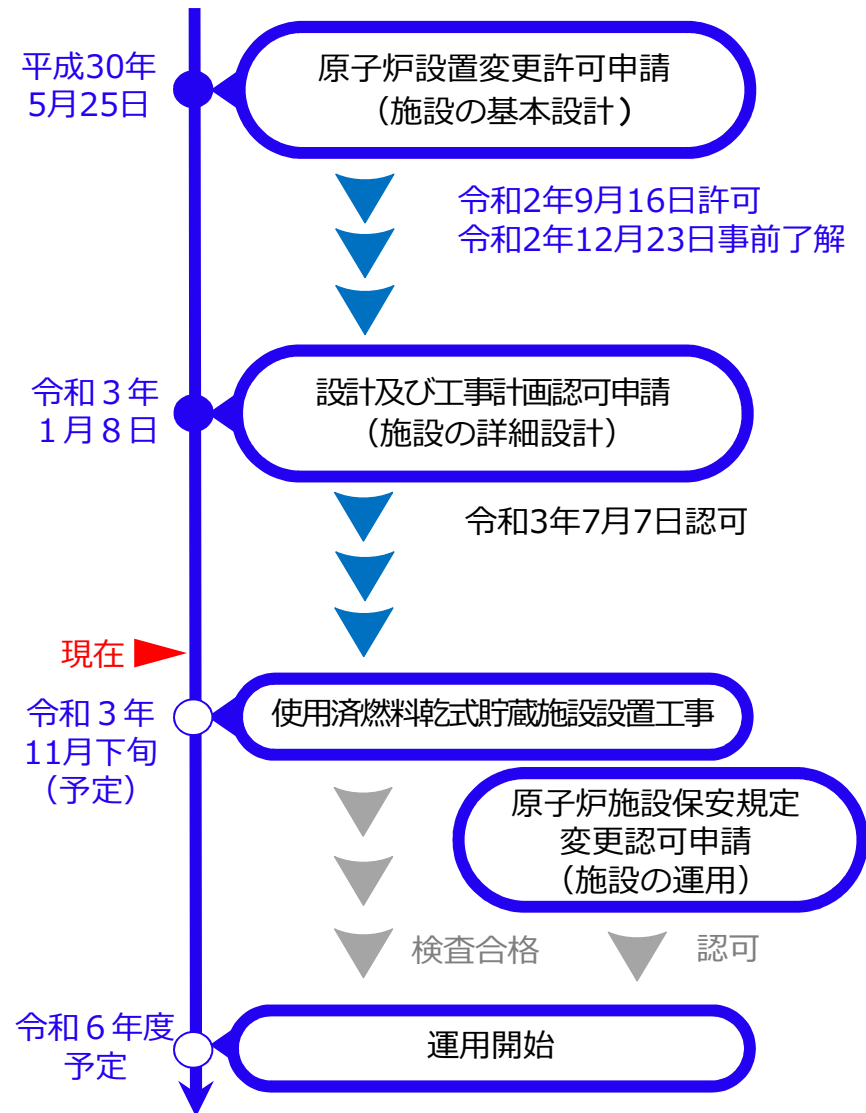 平成30年
5月25日
原子炉設置変更許可申請
（施設の基本設計）
令和2年9月16日許可
令和2年12月23日事前了解
令和３年
１月８日
設計及び工事計画認可申請
（施設の詳細設計）
令和3年7月7日認可
現在
令和３年
11月下旬
（予定）
使用済燃料乾式貯蔵施設設置工事
原子炉施設保安規定
変更認可申請
（施設の運用）
検査合格
認可
令和６年度
予定
運用開始